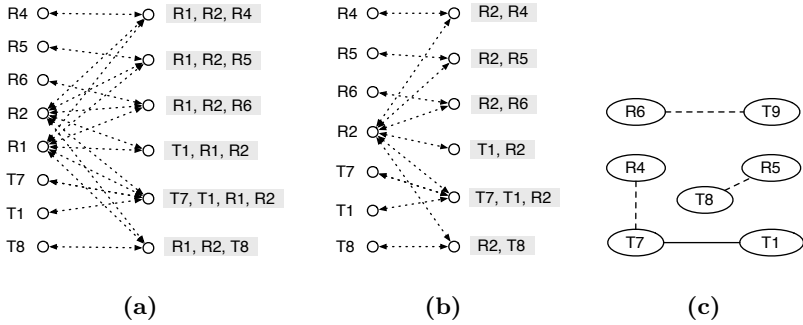 R4
R5
R6
R2
R1
T7
T1
T8
R1, R2, R4
R1, R2, R5
R1, R2, R6
T1, R1, R2
T7, T1, R1, R2
R1, R2, T8
(a)
R4
R5
R6
R2
T7
T1
T8
R2, R4
R2, R5
R2, R6
T1, R2
T7, T1, R2
R2, T8
(b)
R6 T9
R4 R5
T8
T7 T1
(c)